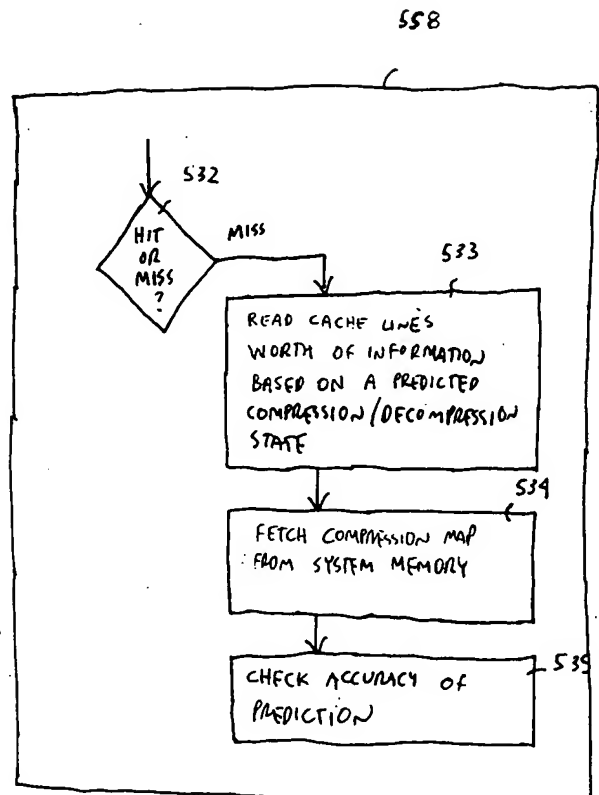 558
532
HIT
OR
MISS
?
MISS
533
READ CACHE LINES
WORTH OF INFORMATION
BASED ON A PREDICTED
COMPRESSION/DECOMPRESSION
STATE
534
FETCH COMPRESSION MAP
FROM SYSTEM MEMORY
535
CHECK ACCURACY OF
PREDICTION